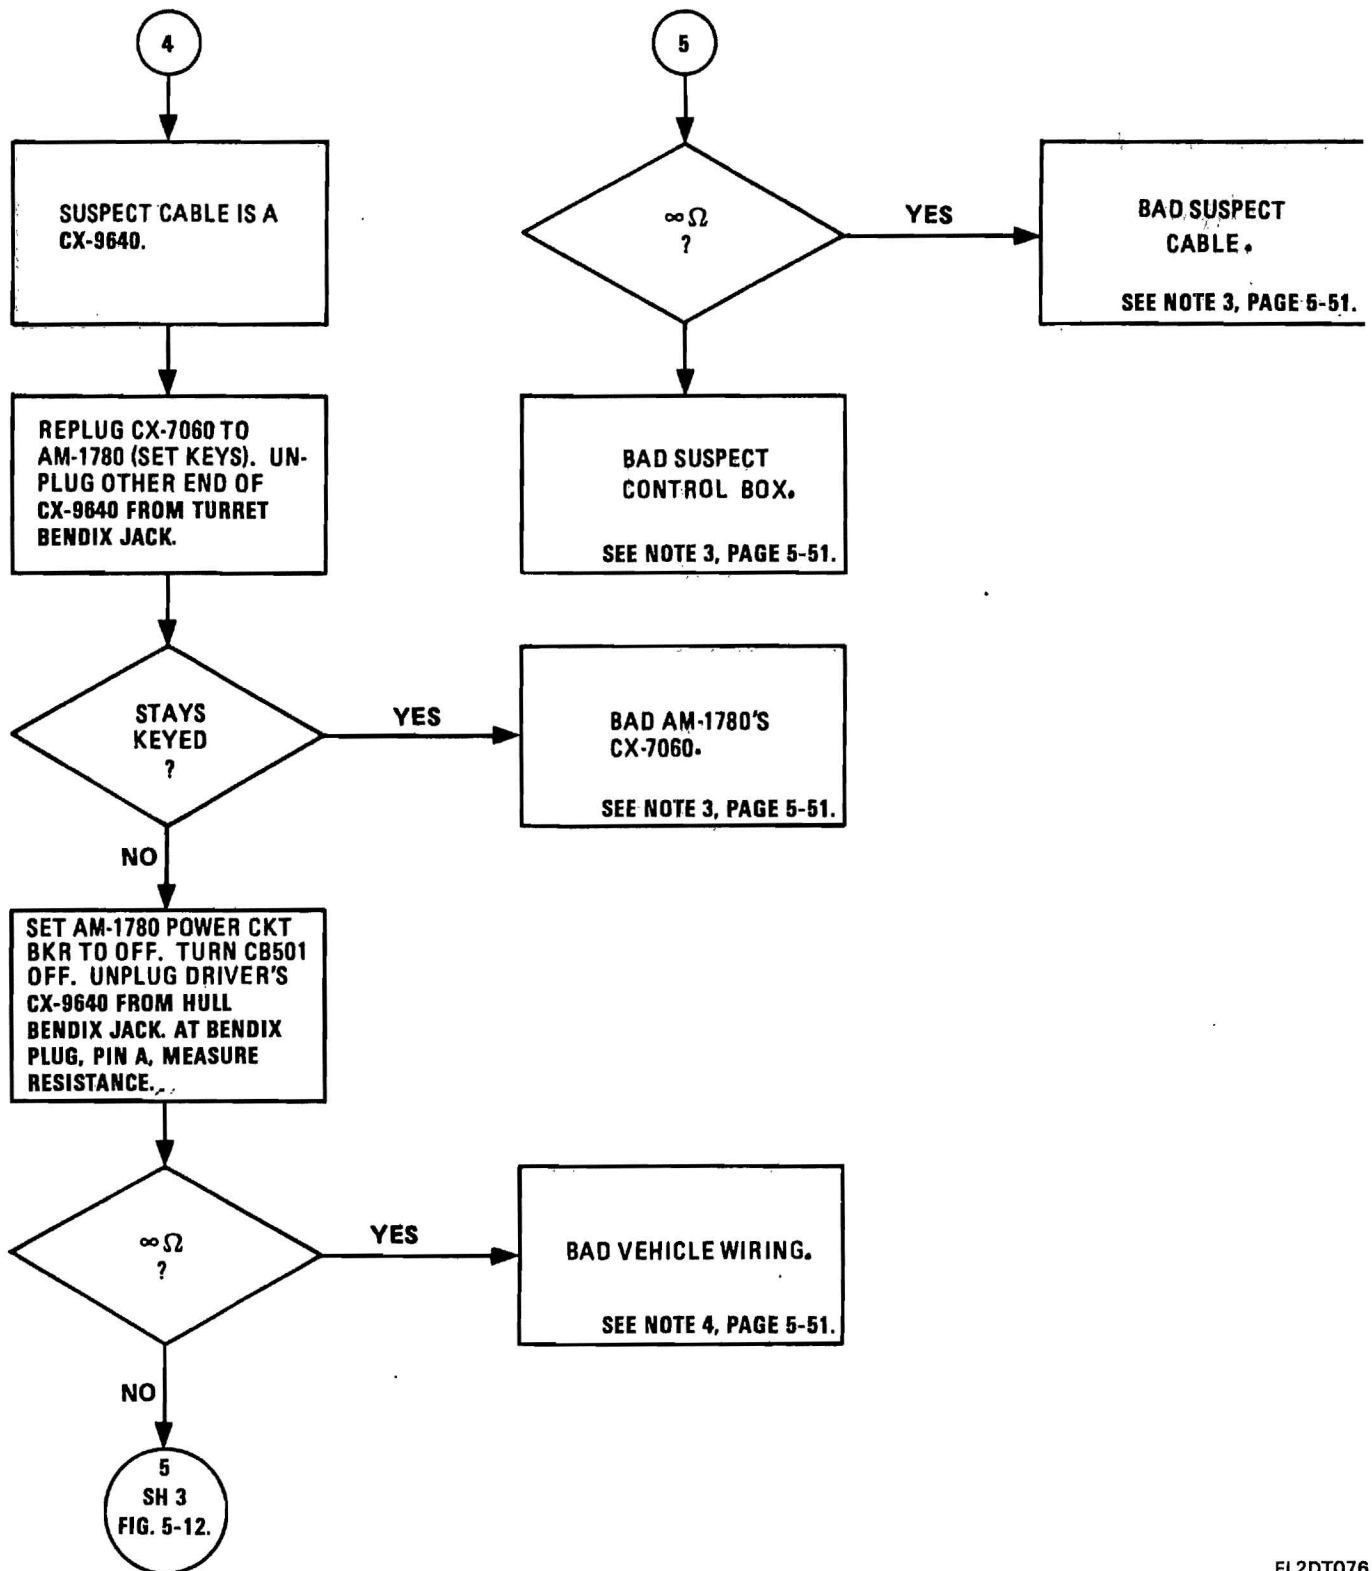 4
SUSPECT CABLE IS A
CX-9640.
REPLUG CX-7060 TO
AM-1780 (SET KEYS). UN-
PLUG OTHER END OF
CX-9640 FROM TURRET
BENDIX JACK.
STAYS
KEYED
?
YES
BAD AM-1780'S
CX-7060.
SEE NOTE 3, PAGE 5-51.
NO
SET AM-1780 POWER CKT
BKR TO OFF. TURN CB501
OFF. UNPLUG DRIVER'S
CX-9640 FROM HULL
BENDIX JACK. AT BENDIX
PLUG, PIN A, MEASURE
RESISTANCE.
∞ Ω
?
YES
BAD VEHICLE WIRING.
SEE NOTE 4, PAGE 5-51.
NO
5
SH 3
FIG. 5-12.
5
∞ Ω
?
YES
BAD SUSPECT
CABLE.
SEE NOTE 3, PAGE 5-51.
BAD SUSPECT
CONTROL BOX.
SEE NOTE 3, PAGE 5-51.
EL2DT076